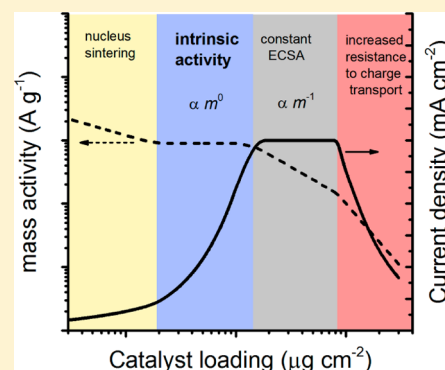 nucleus
sintering
intrinsic
activity
constant
ECSA
increased
resistance
to charge
transport
α m⁰
α m⁻¹
mass activity (A g⁻¹)
Current density (mA cm⁻²)
Catalyst loading (μg cm⁻²)